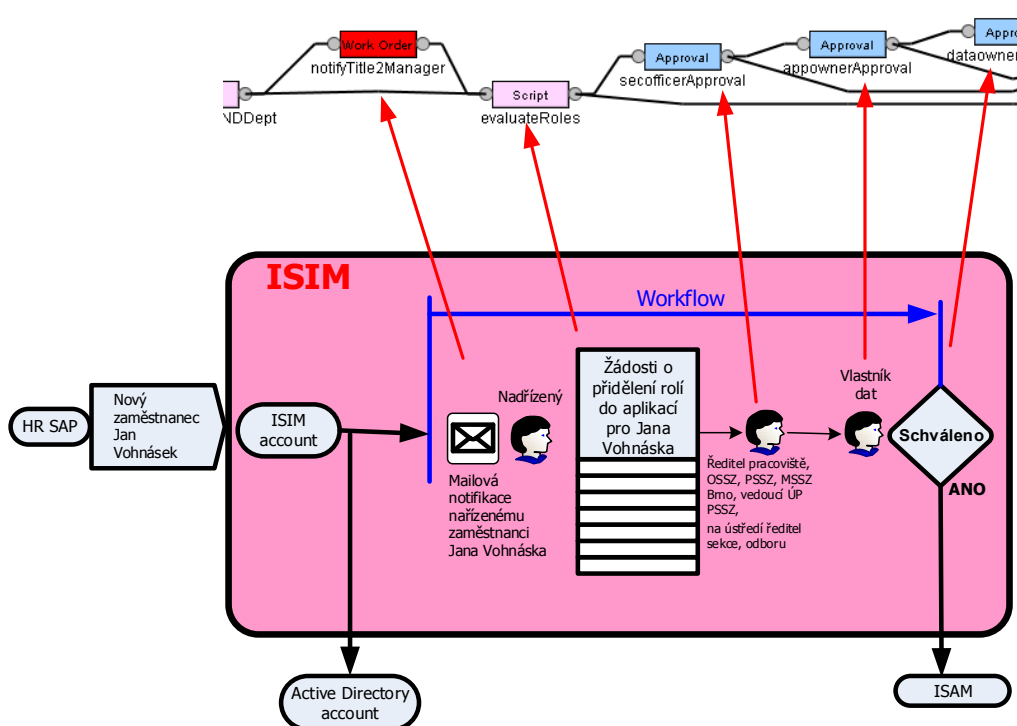 Work Order
notifyTitle2Manager
NDDept
Script
evaluateRoles
Approval
secofficerApproval
Approval
appownerApproval
Appro
dataowner
ISIM
Workflow
HR SAP
Nový
zaměstnanec
Jan
Vohnásek
ISIM
account
Nadřízený
Mailová
notifikace
nařízenému
zaměstnanci
Jana Vohnáska
Žádosti o
přidělení rolí
do aplikací
pro Jana
Vohnáska
Ředitel pracoviště,
OSSZ, PSSZ, MSSZ
Brno, vedoucí ÚP
PSSZ,
na ústředí ředitel
sekce, odboru
Vlastník
dat
Schváleno
ANO
Active Directory
account
ISAM